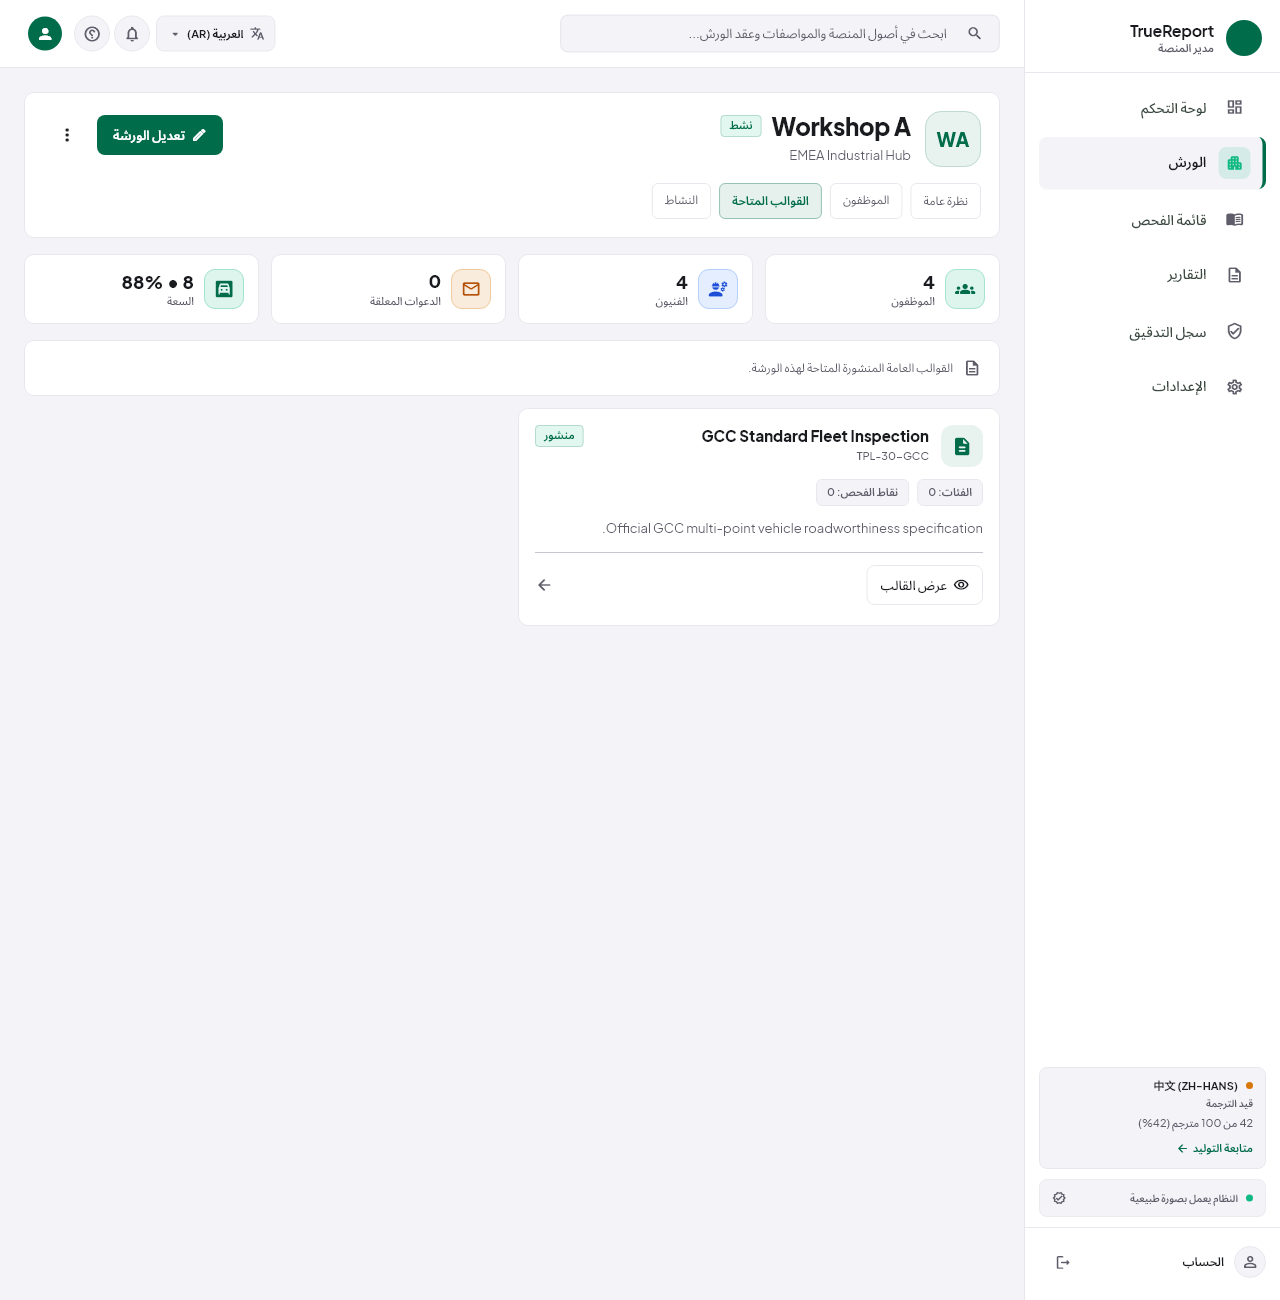 TrueReport
مدير المنصة
لوحة التحكم
الورش
قائمة الفحص
التقارير
سجل التدقيق
الإعدادات
中文 (ZH-HANS)
قيد الترجمة
42 من 100 مترجم (42%)
متابعة التوليد ←
النظام يعمل بصورة طبيعية
الحساب
ابحث في أصول المنصة والمواصفات وعقد الورش...
العربية (AR)
WA
Workshop A نشط
EMEA Industrial Hub
تعديل الورشة
نظرة عامة
الموظفون
القوالب المتاحة
النشاط
4
الموظفون
4
الفنيون
0
الدعوات المعلقة
8 • 88%
السعة
القوالب العامة المنشورة المتاحة لهذه الورشة.
GCC Standard Fleet Inspection
منشور
TPL-30-GCC
الفئات: 0
نقاط الفحص: 0
Official GCC multi-point vehicle roadworthiness specification.
عرض القالب